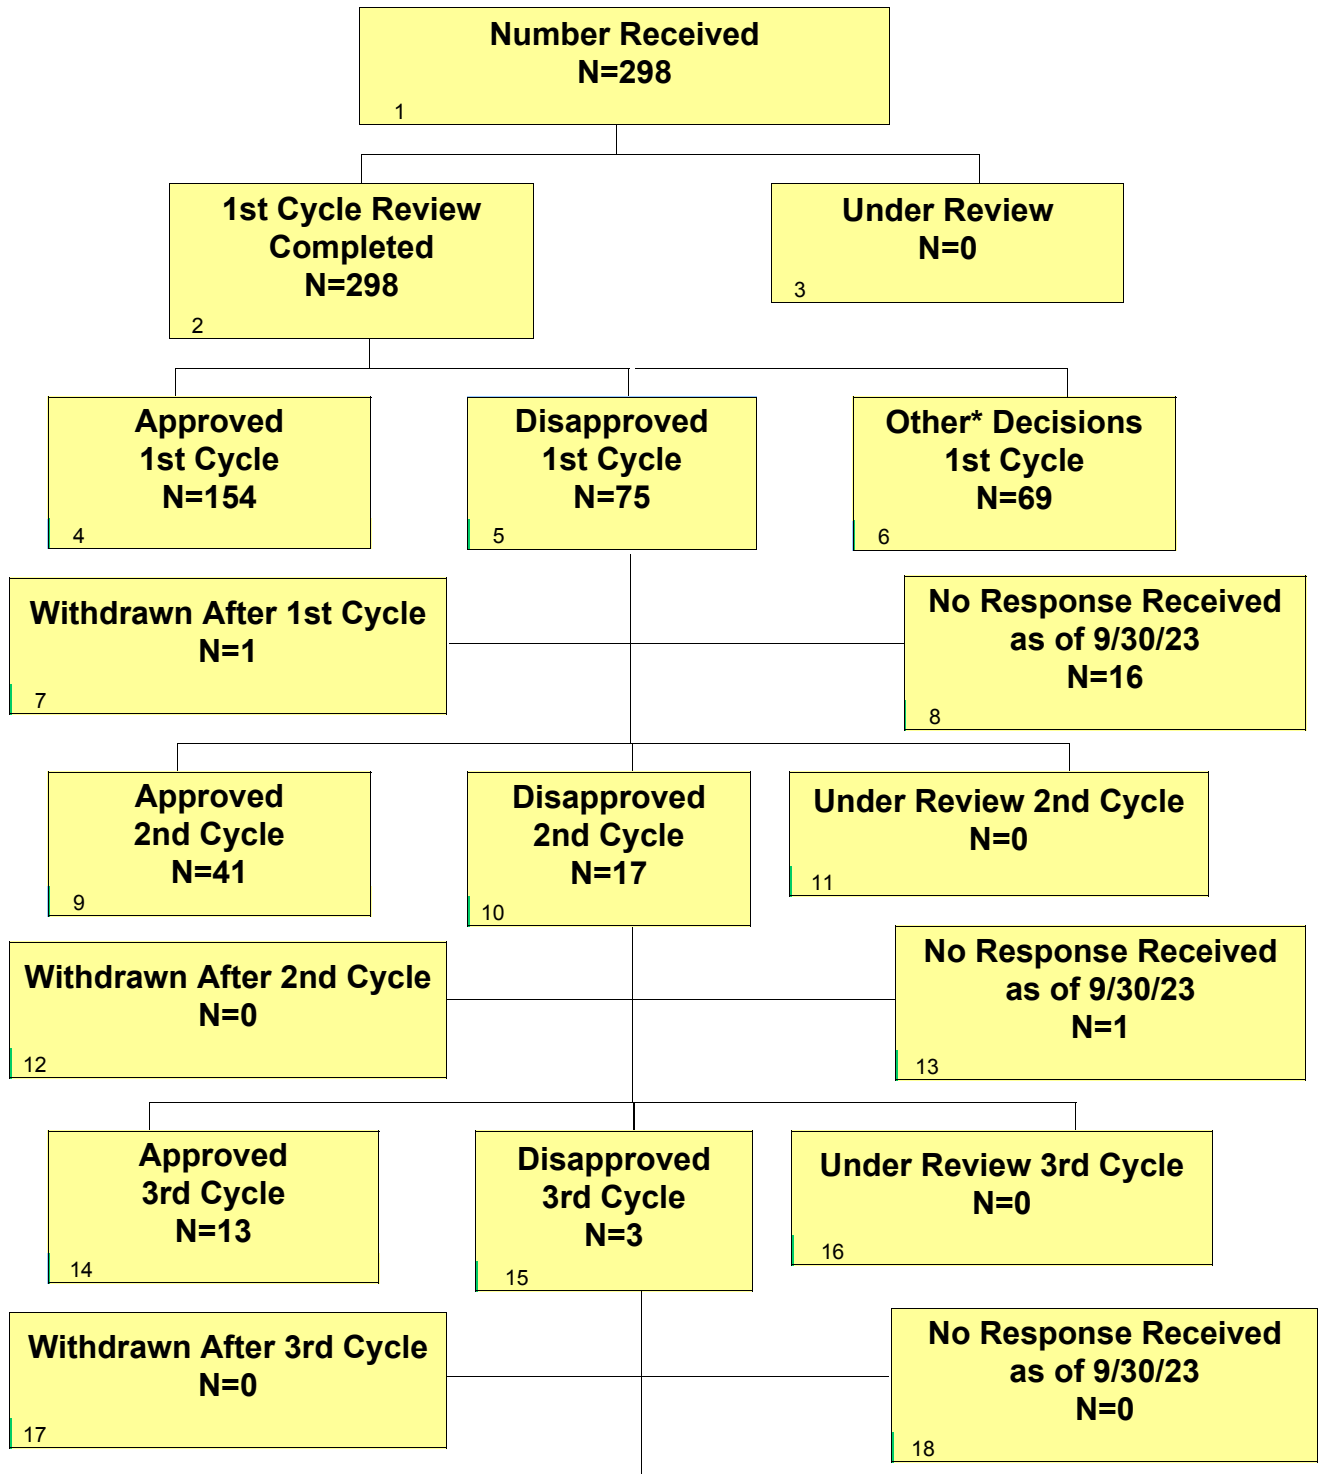 Number Received
N=298
1
1st Cycle Review
Completed
N=298
2
Under Review
N=0
3
Approved
1st Cycle
N=154
4
Disapproved
1st Cycle
N=75
5
Other* Decisions
1st Cycle
N=69
6
Withdrawn After 1st Cycle
N=1
7
No Response Received
as of 9/30/23
N=16
8
Approved
2nd Cycle
N=41
9
Disapproved
2nd Cycle
N=17
10
Under Review 2nd Cycle
N=0
11
Withdrawn After 2nd Cycle
N=0
12
No Response Received
as of 9/30/23
N=1
13
Approved
3rd Cycle
N=13
14
Disapproved
3rd Cycle
N=3
15
Under Review 3rd Cycle
N=0
16
Withdrawn After 3rd Cycle
N=0
17
No Response Received
as of 9/30/23
N=0
18